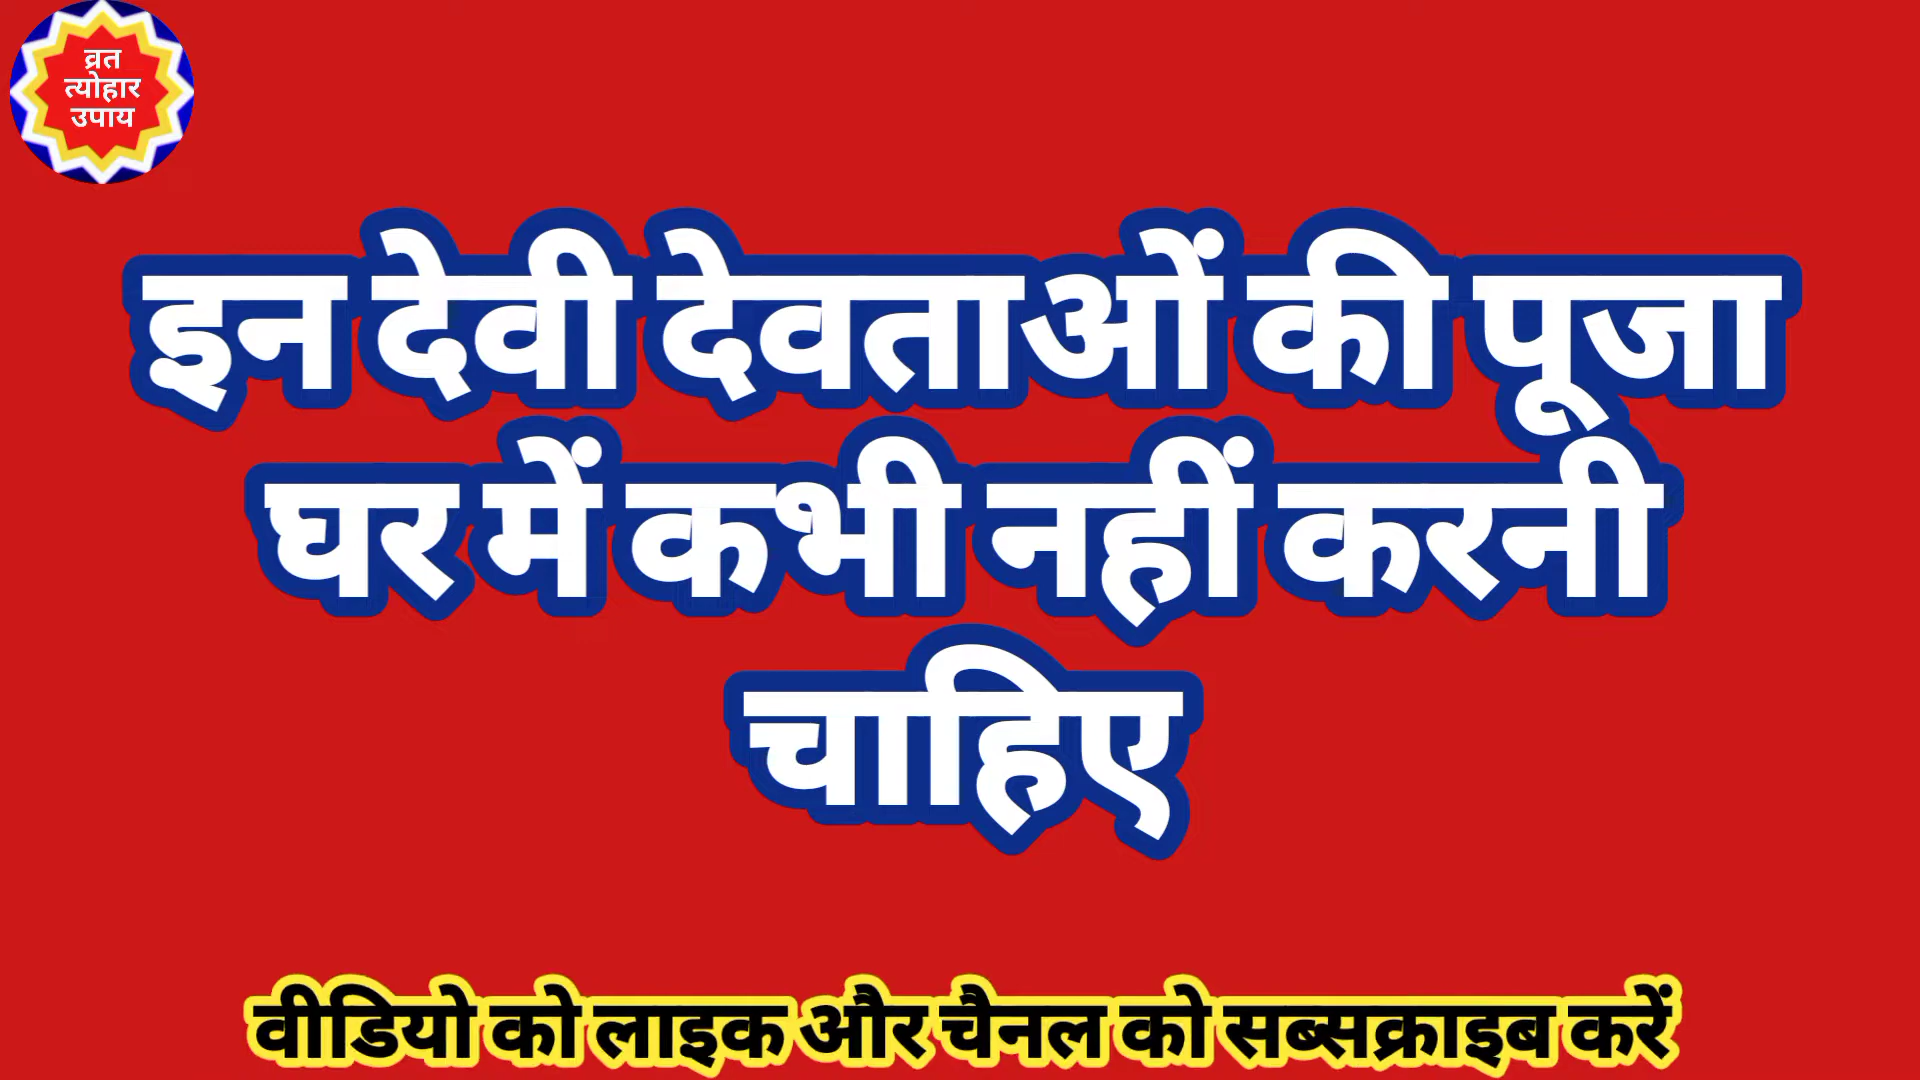 व्रत
त्योहार
उपाय
इन देवी देवताओं की पूजा
घर में कभी नहीं करनी
चाहिए
वीडियो को लाइक और चैनल को सब्सक्राइब करें